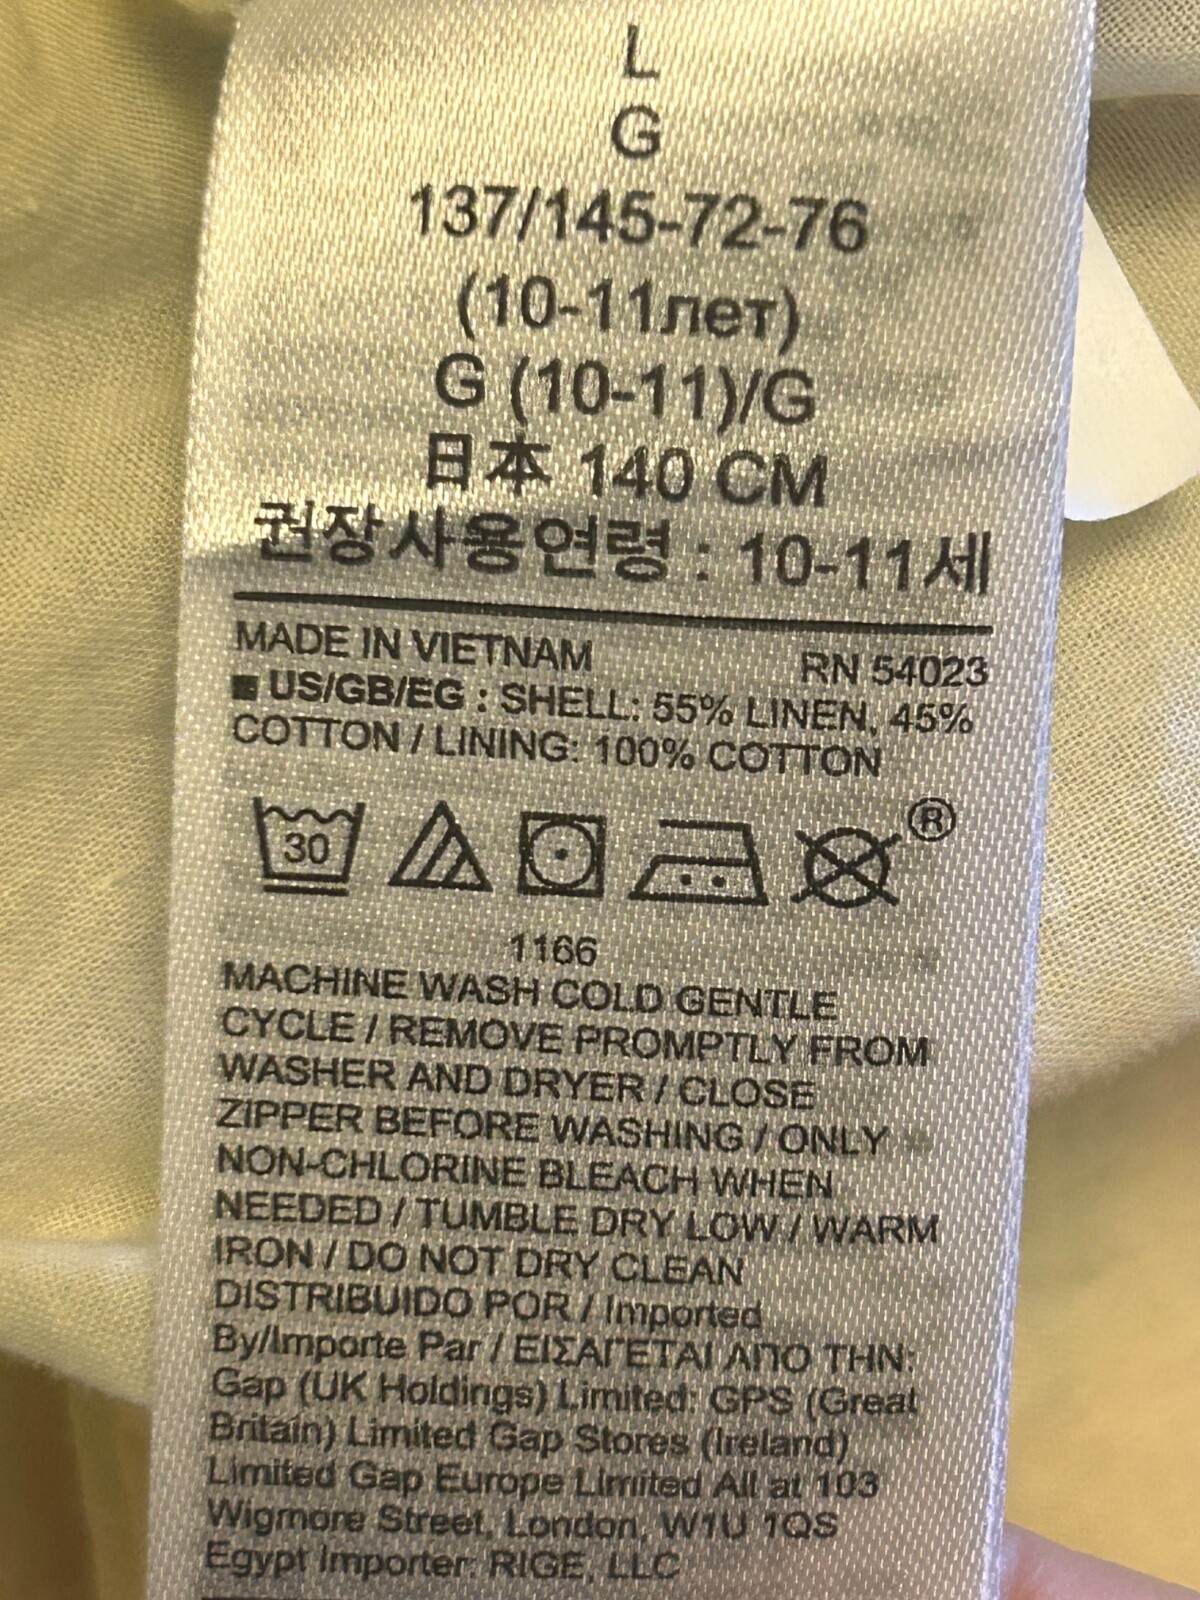 L
G
137/145-72-76
(10-11лет)
G (10-11)/G
日本 140 CM
권장사용연령 : 10-11세
MADE IN VIETNAM RN 54023
■ US/GB/EG : SHELL: 55% LINEN, 45%
COTTON / LINING: 100% COTTON
30
®
1166
MACHINE WASH COLD GENTLE
CYCLE / REMOVE PROMPTLY FROM
WASHER AND DRYER / CLOSE
ZIPPER BEFORE WASHING / ONLY
NON-CHLORINE BLEACH WHEN
NEEDED / TUMBLE DRY LOW / WARM
IRON / DO NOT DRY CLEAN
DISTRIBUIDO POR / Imported
By/Importe Par / ΕΙΣΑΓΕΤΑΙ ΑΠΟ ΤΗΝ:
Gap (UK Holdings) Limited: GPS (Great
Britain) Limited Gap Stores (Ireland)
Limited Gap Europe Limited All at 103
Wigmore Street, London, W1U 1QS
Egypt Importer: RIGE, LLC